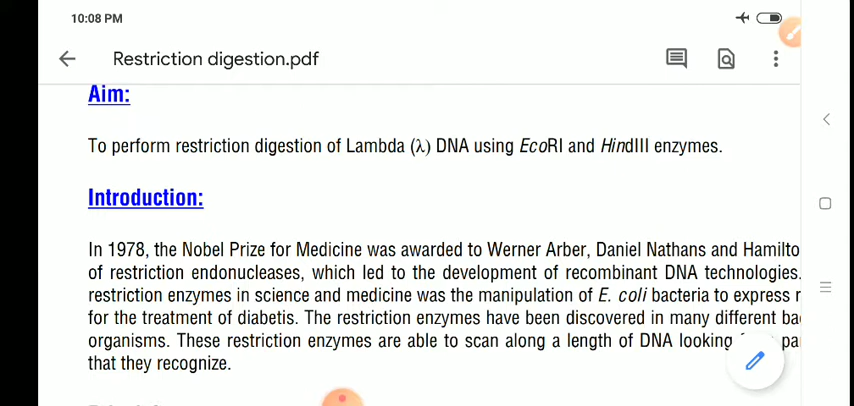 10:08 PM
Restriction digestion.pdf
Aim:
To perform restriction digestion of Lambda (λ) DNA using EcoRI and HindIII enzymes.
Introduction:
In 1978, the Nobel Prize for Medicine was awarded to Werner Arber, Daniel Nathans and Hamilto
of restriction endonucleases, which led to the development of recombinant DNA technologies.
restriction enzymes in science and medicine was the manipulation of E. coli bacteria to express
for the treatment of diabetis. The restriction enzymes have been discovered in many different
organisms. These restriction enzymes are able to scan along a length of DNA looking
that they recognize.